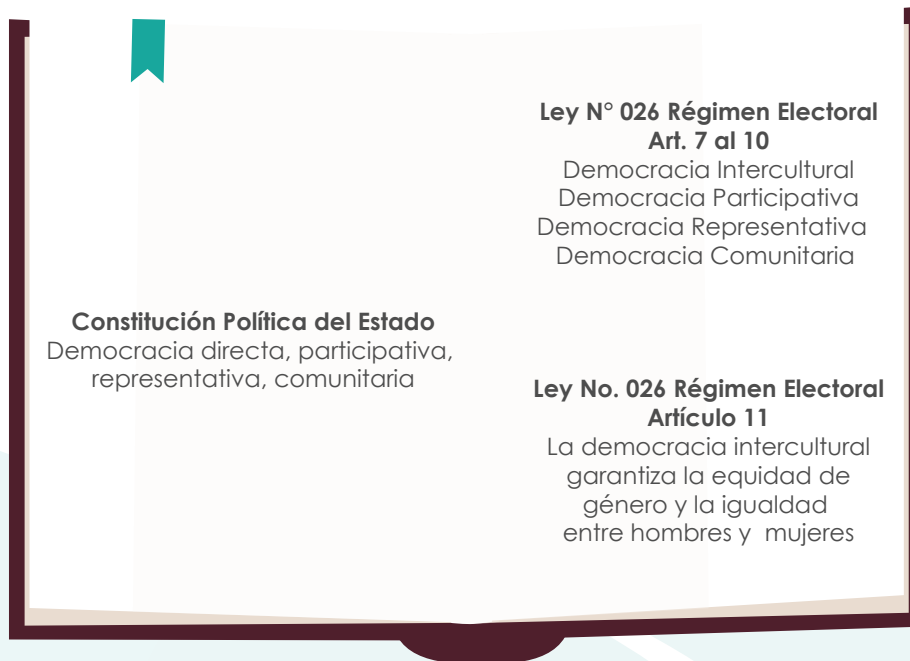 Constitución Política del Estado
Democracia directa, participativa,
representativa, comunitaria
Ley N° 026 Régimen Electoral
Art. 7 al 10
Democracia Intercultural
Democracia Participativa
Democracia Representativa
Democracia Comunitaria
Ley No. 026 Régimen Electoral
Artículo 11
La democracia intercultural
garantiza la equidad de
género y la igualdad
entre hombres y mujeres